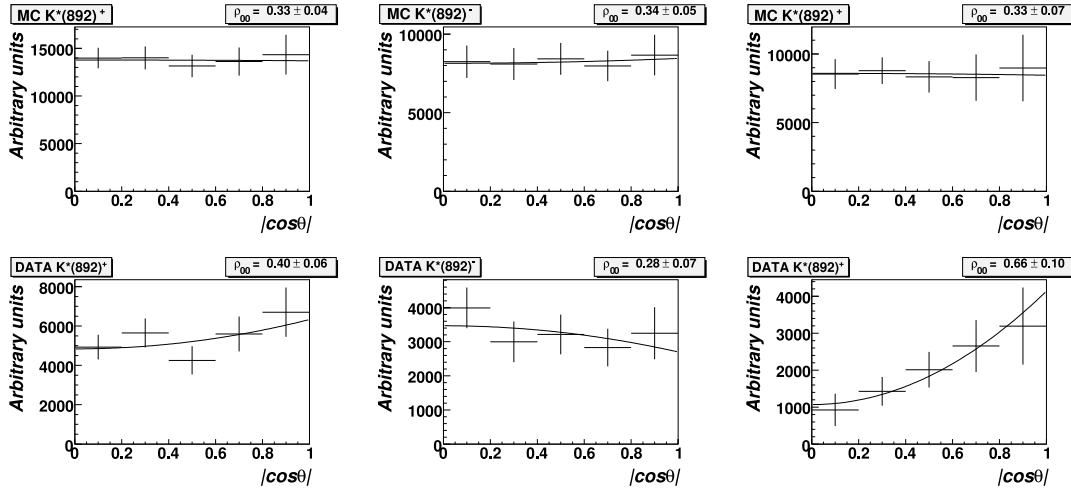 MC K*(892)⁺
ρ₀₀ = 0.33 ± 0.04
Arbitrary units
15000
10000
5000
0
0 0.2 0.4 0.6 0.8 1
|cosθ|
MC K*(892)⁻
ρ₀₀ = 0.34 ± 0.05
Arbitrary units
10000
8000
6000
4000
2000
0
0 0.2 0.4 0.6 0.8 1
|cosθ|
MC K*(892)⁺
ρ₀₀ = 0.33 ± 0.07
Arbitrary units
10000
5000
0
0 0.2 0.4 0.6 0.8 1
|cosθ|
DATA K*(892)⁺
ρ₀₀ = 0.40 ± 0.06
Arbitrary units
8000
6000
4000
2000
0
0 0.2 0.4 0.6 0.8 1
|cosθ|
DATA K*(892)⁻
ρ₀₀ = 0.28 ± 0.07
Arbitrary units
4000
3000
2000
1000
0
0 0.2 0.4 0.6 0.8 1
|cosθ|
DATA K*(892)⁺
ρ₀₀ = 0.66 ± 0.10
Arbitrary units
4000
3000
2000
1000
0
0 0.2 0.4 0.6 0.8 1
|cosθ|